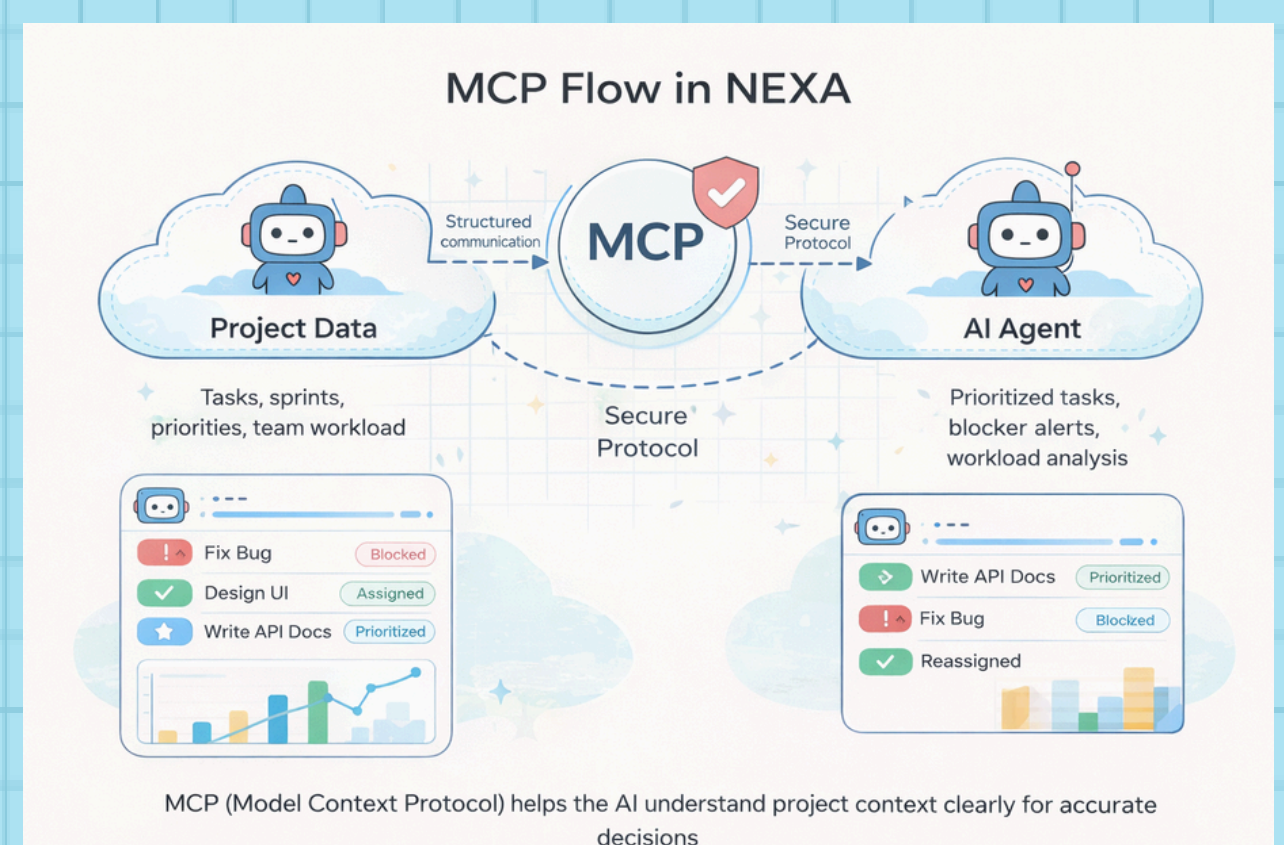 MCP Flow in NEXA
Structured
communication
MCP
Secure
Protocol
Project Data
AI Agent
Tasks, sprints,
priorities, team workload
Secure
Protocol
Prioritized tasks,
blocker alerts,
workload analysis
Fix Bug Blocked
Design UI Assigned
Write API Docs Prioritized
Write API Docs Prioritized
Fix Bug
Reassigned
MCP (Model Context Protocol) helps the AI understand project context clearly for accurate
decisions